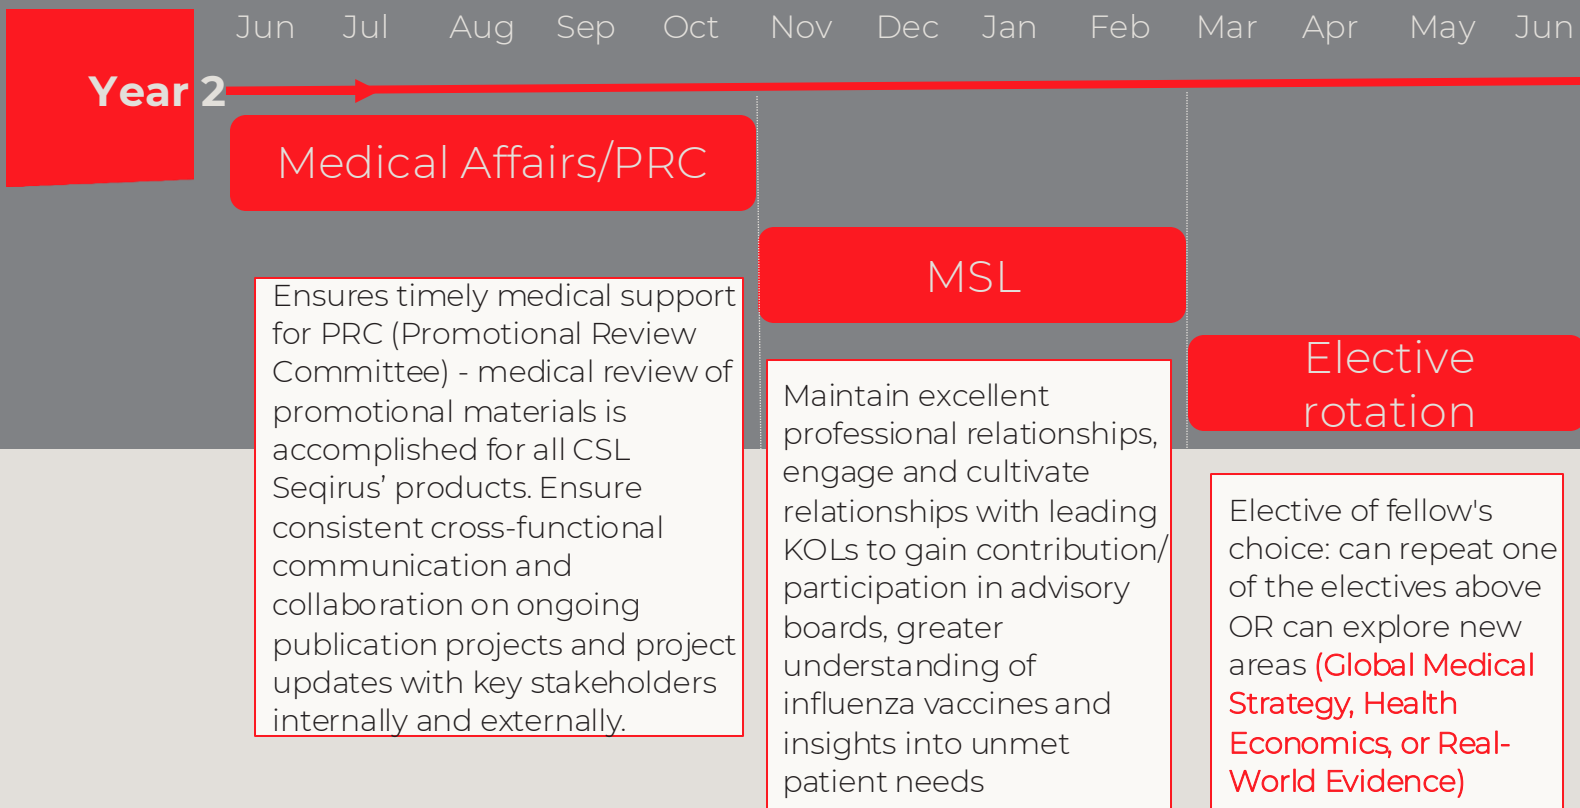 Jun Jul Aug Sep Oct Nov Dec Jan Feb Mar Apr May Jun
Year 2
Medical Affairs/PRC
Ensures timely medical support
for PRC (Promotional Review
Committee) - medical review of
promotional materials is
accomplished for all CSL
Seqirus’ products. Ensure
consistent cross-functional
communication and
collaboration on ongoing
publication projects and project
updates with key stakeholders
internally and externally.
MSL
Maintain excellent
professional relationships,
engage and cultivate
relationships with leading
KOLs to gain contribution/
participation in advisory
boards, greater
understanding of
influenza vaccines and
insights into unmet
patient needs
Elective
rotation
Elective of fellow's
choice: can repeat one
of the electives above
OR can explore new
areas (Global Medical
Strategy, Health
Economics, or Real-
World Evidence)